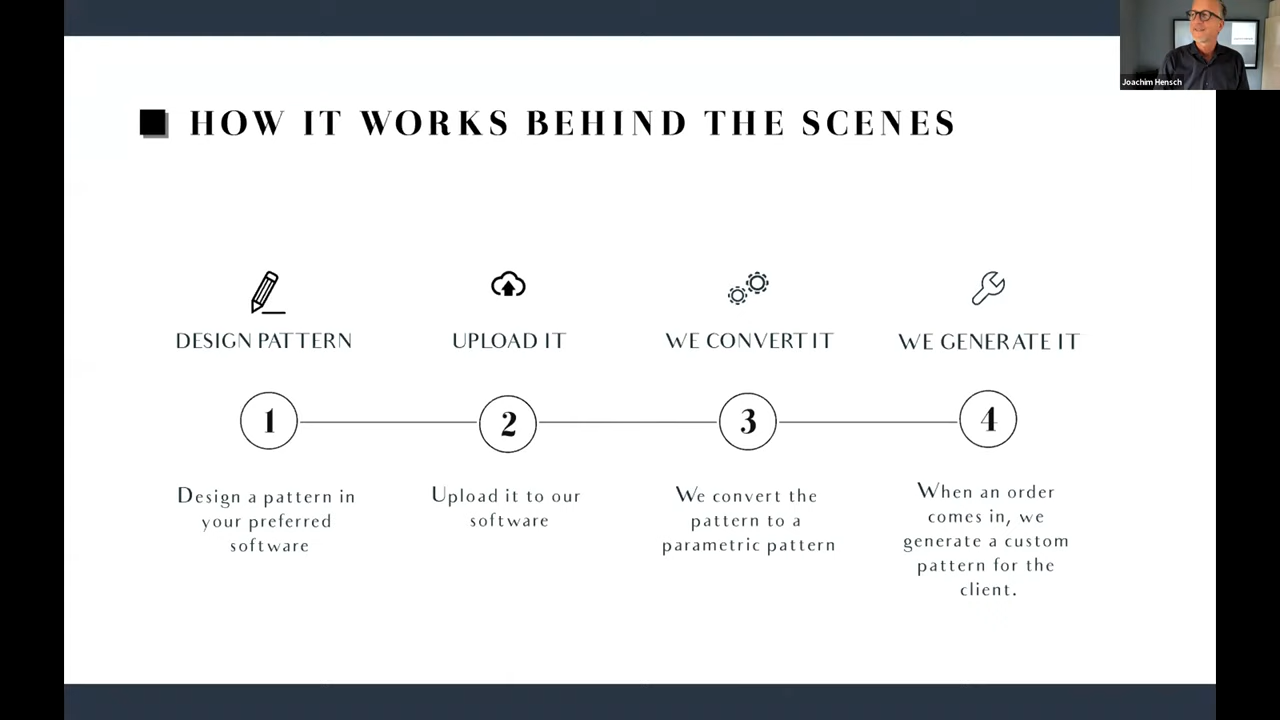 Joachim Hensch
HOW IT WORKS BEHIND THE SCENES
DESIGN PATTERN
UPLOAD IT
WE CONVERT IT
WE GENERATE IT
1
2
3
4
Design a pattern in
your preferred
software
Upload it to our
software
We convert the
pattern to a
parametric pattern
When an order
comes in, we
generate a custom
pattern for the
client.